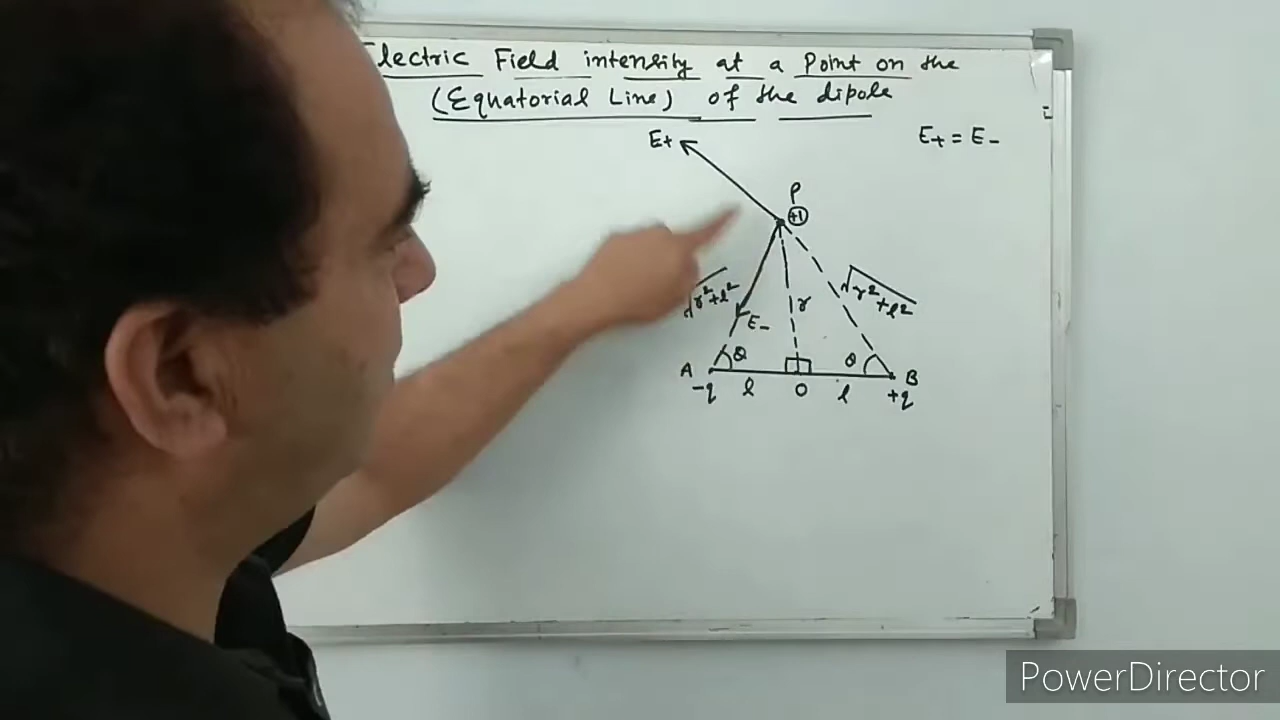 Electric Field intensity at a Point on the
(Equatorial Line) of the dipole
E+ E+ = E-
P
+1
√r²+l² r √r²+l²
E-
A θ θ B
-q l O l +q
PowerDirector